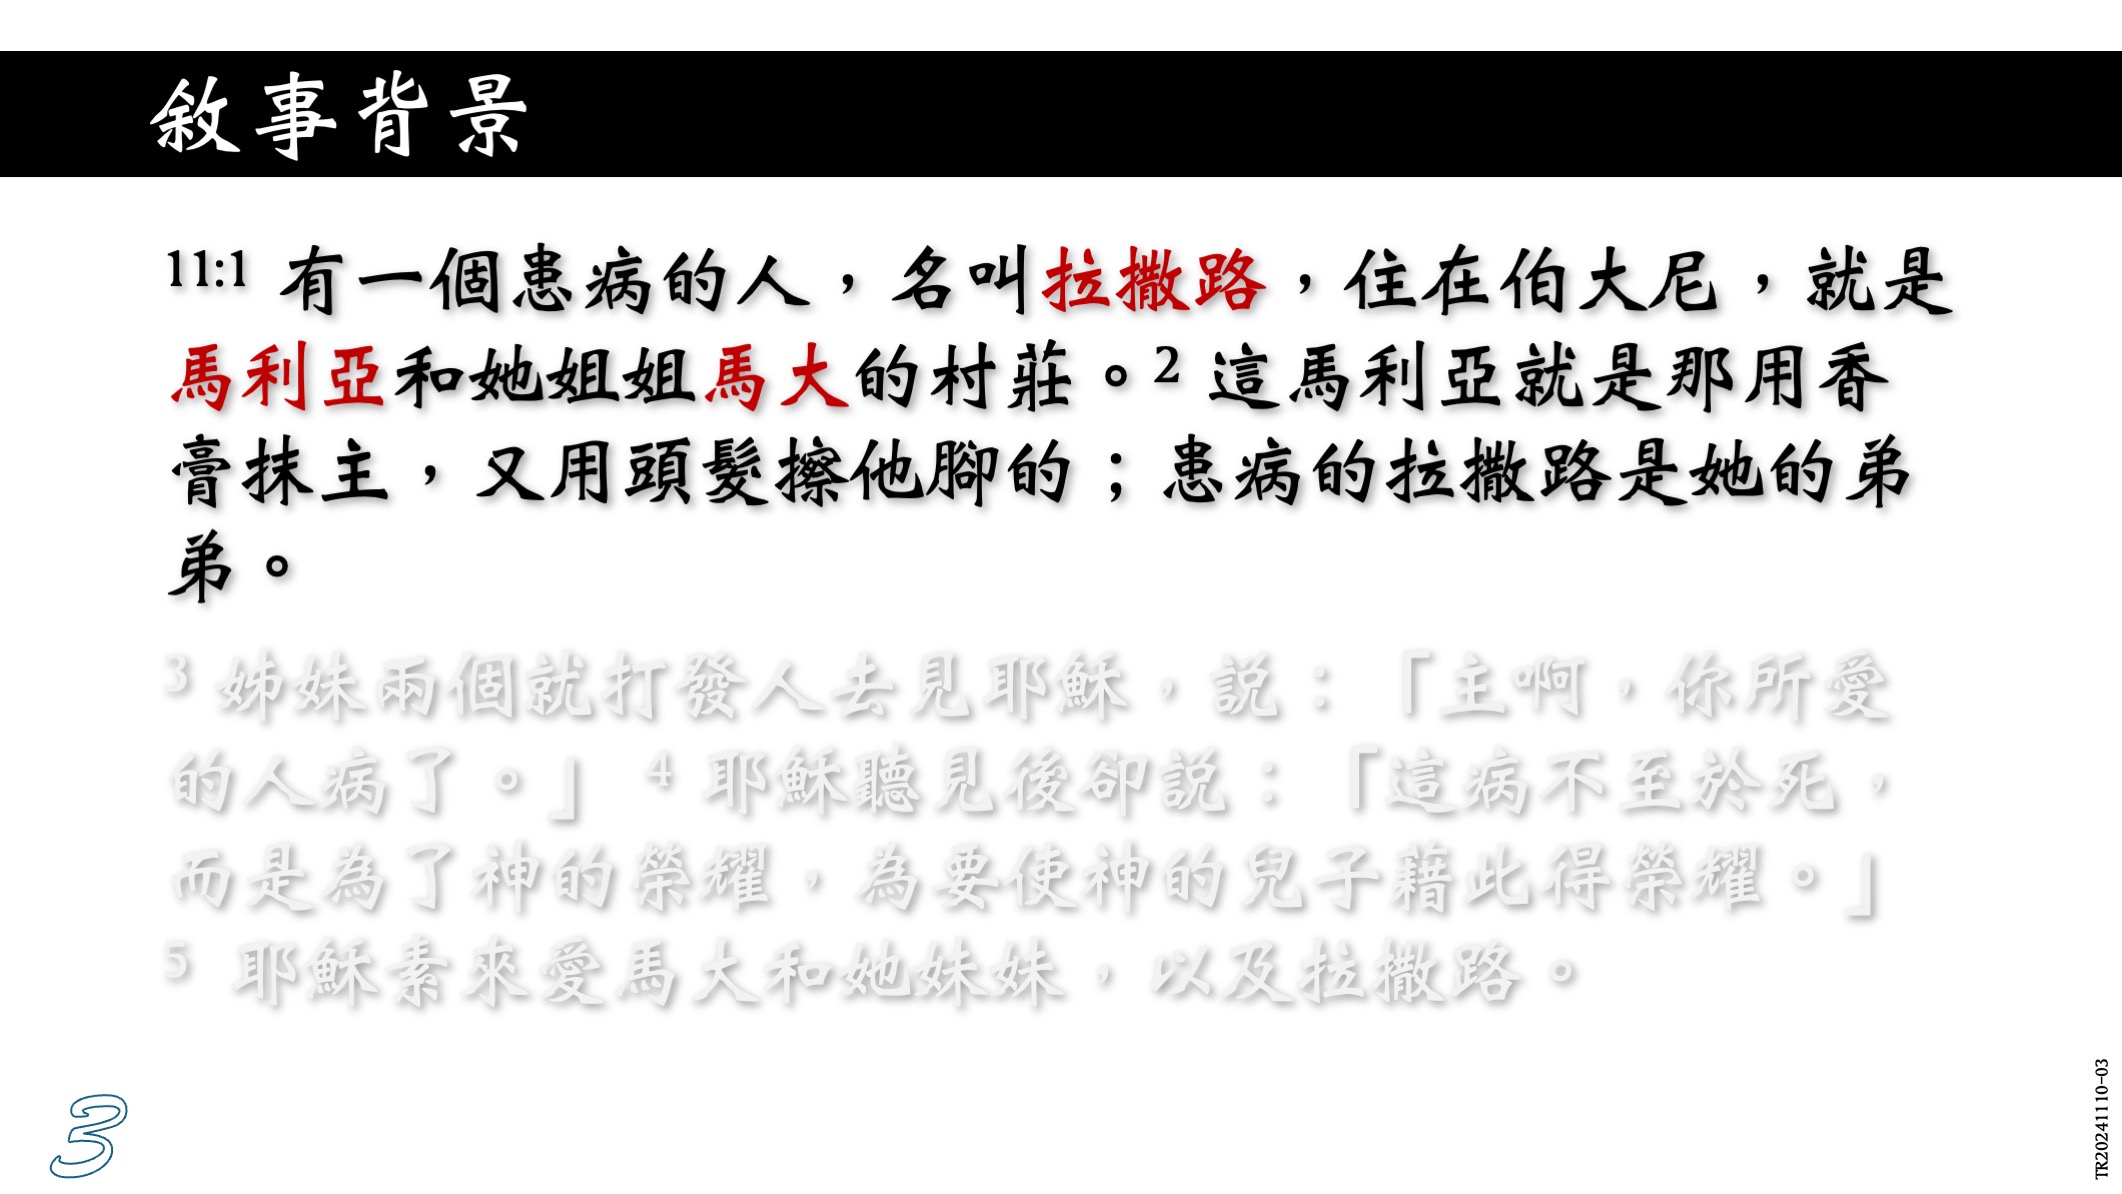 敘事背景
11:1 有一個患病的人，名叫拉撒路，住在伯大尼，就是
馬利亞和她姐姐馬大的村莊。2 這馬利亞就是那用香
膏抹主，又用頭髮擦他腳的；患病的拉撒路是她的弟
弟。
3 姊妹兩個就打發人去見耶穌，説：「主啊，你所愛
的人病了。」 4 耶穌聽見後卻説：「這病不至於死，
而是為了神的榮耀，為要使神的兒子藉此得榮耀。」
5 耶穌素來愛馬大和她妹妹，以及拉撒路。
3
TR20241110-03